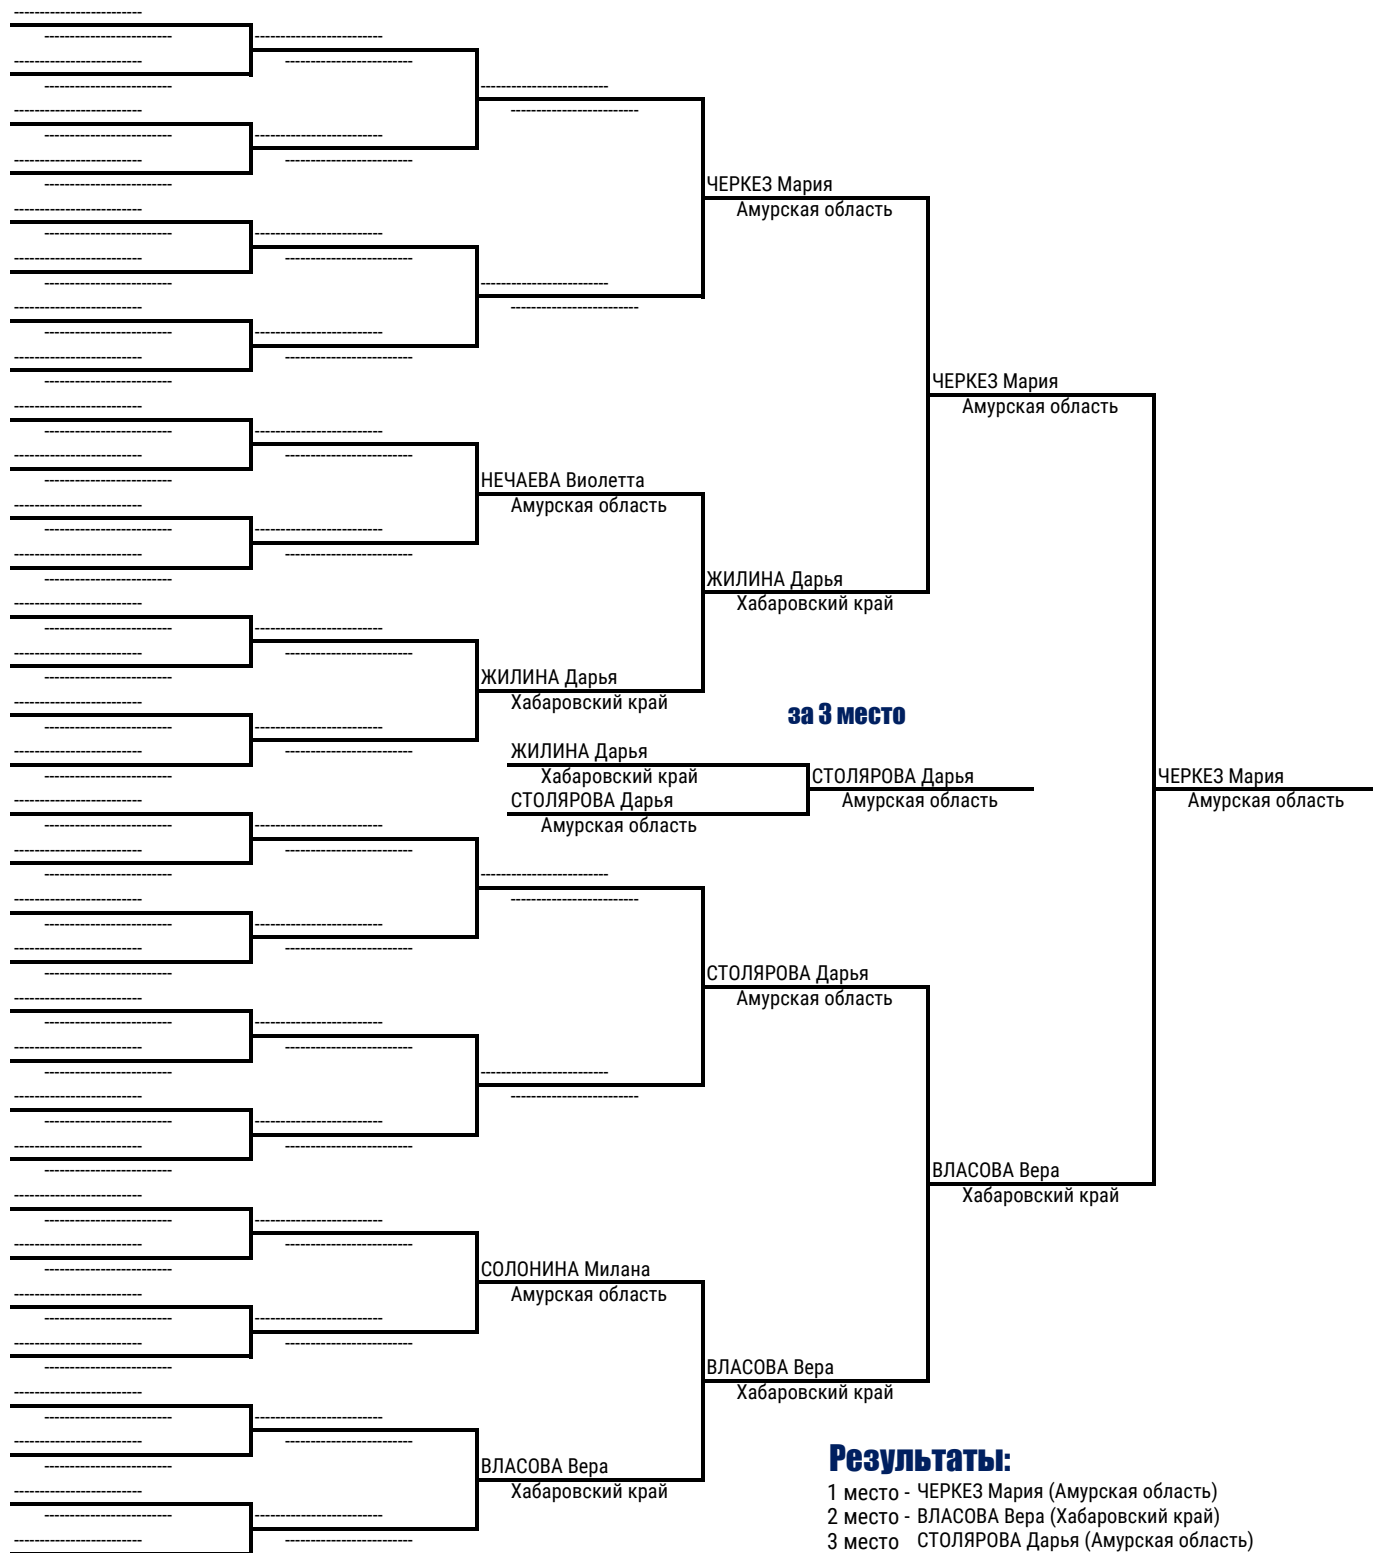 ЧЕРКЕЗ Мария
Амурская область
ЧЕРКЕЗ Мария
Амурская область
НЕЧАЕВА Виолетта
Амурская область
ЖИЛИНА Дарья
Хабаровский край
ЖИЛИНА Дарья
Хабаровский край
за 3 место
ЖИЛИНА Дарья
Хабаровский край
СТОЛЯРОВА Дарья
Амурская область
СТОЛЯРОВА Дарья
Амурская область
ЧЕРКЕЗ Мария
Амурская область
СТОЛЯРОВА Дарья
Амурская область
ВЛАСОВА Вера
Хабаровский край
СОЛОНИНА Милана
Амурская область
ВЛАСОВА Вера
Хабаровский край
ВЛАСОВА Вера
Хабаровский край
Результаты:
1 место - ЧЕРКЕЗ Мария (Амурская область)
2 место - ВЛАСОВА Вера (Хабаровский край)
3 место СТОЛЯРОВА Дарья (Амурская область)